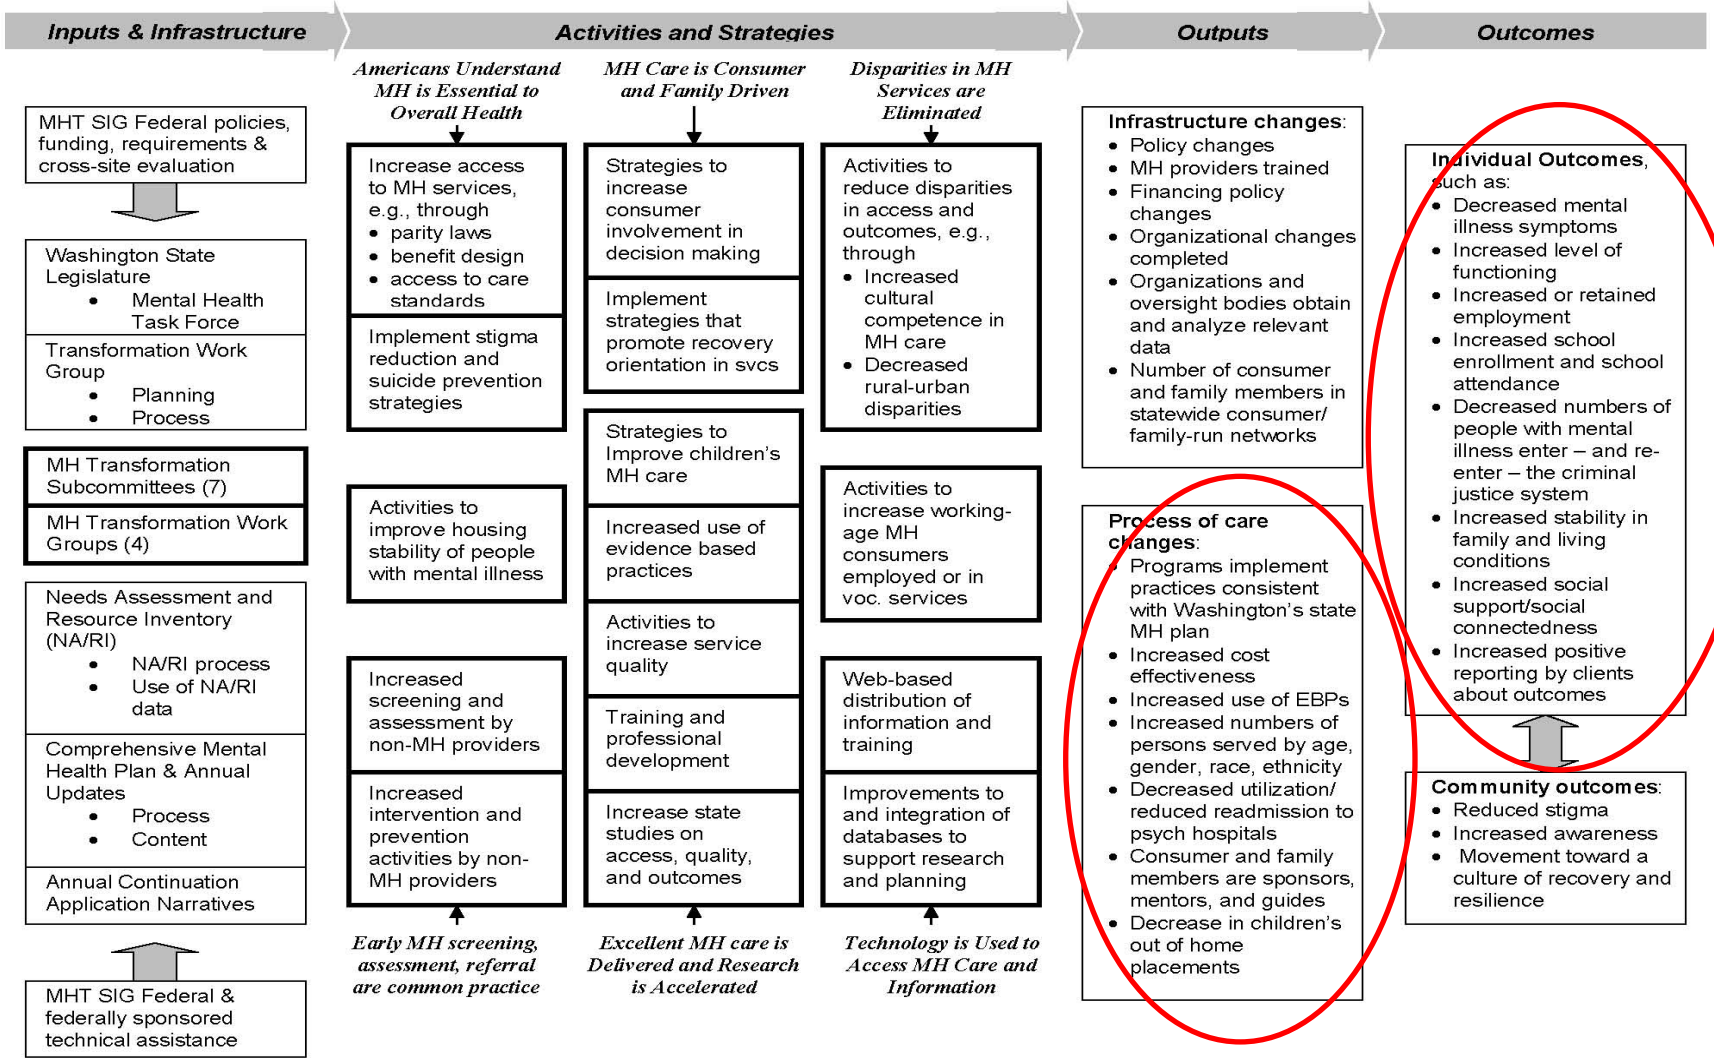 Inputs & Infrastructure
Activities and Strategies
Outputs
Outcomes
MHT SIG Federal policies,
funding, requirements &
cross-site evaluation
Washington State
Legislature
• Mental Health
Task Force
Transformation Work
Group
• Planning
• Process
MH Transformation
Subcommittees (7)
MH Transformation Work
Groups (4)
Needs Assessment and
Resource Inventory
(NA/RI)
• NA/RI process
• Use of NA/RI
data
Comprehensive Mental
Health Plan & Annual
Updates
• Process
• Content
Annual Continuation
Application Narratives
MHT SIG Federal &
federally sponsored
technical assistance
Americans Understand
MH is Essential to
Overall Health
Increase access
to MH services,
e.g., through
• parity laws
• benefit design
• access to care
standards
Implement stigma
reduction and
suicide prevention
strategies
Activities to
improve housing
stability of people
with mental illness
Increased
screening and
assessment by
non-MH providers
Increased
intervention and
prevention
activities by non-
MH providers
Early MH screening,
assessment, referral
are common practice
MH Care is Consumer
and Family Driven
Strategies to
increase
consumer
involvement in
decision making
Implement
strategies that
promote recovery
orientation in svcs
Strategies to
Improve children's
MH care
Increased use of
evidence based
practices
Activities to
increase service
quality
Training and
professional
development
Increase state
studies on
access, quality,
and outcomes
Excellent MH care is
Delivered and Research
is Accelerated
Disparities in MH
Services are
Eliminated
Activities to
reduce disparities
in access and
outcomes, e.g.,
through
• Increased
cultural
competence in
MH care
• Decreased
rural-urban
disparities
Activities to
increase working-
age MH
consumers
employed or in
voc. services
Web-based
distribution of
information and
training
Improvements to
and integration of
databases to
support research
and planning
Technology is Used to
Access MH Care and
Information
Infrastructure changes:
• Policy changes
• MH providers trained
• Financing policy
changes
• Organizational changes
completed
• Organizations and
oversight bodies obtain
and analyze relevant
data
• Number of consumer
and family members in
statewide consumer/
family-run networks
Process of care
changes:
• Programs implement
practices consistent
with Washington's state
MH plan
• Increased cost
effectiveness
• Increased use of EBPs
• Increased numbers of
persons served by age,
gender, race, ethnicity
• Decreased utilization/
reduced readmission to
psych hospitals
• Consumer and family
members are sponsors,
mentors, and guides
• Decrease in children's
out of home
placements
Individual Outcomes,
such as:
• Decreased mental
illness symptoms
• Increased level of
functioning
• Increased or retained
employment
• Increased school
enrollment and school
attendance
• Decreased numbers of
people with mental
illness enter – and re-
enter – the criminal
justice system
• Increased stability in
family and living
conditions
• Increased social
support/social
connectedness
• Increased positive
reporting by clients
about outcomes
Community outcomes:
• Reduced stigma
• Increased awareness
• Movement toward a
culture of recovery and
resilience